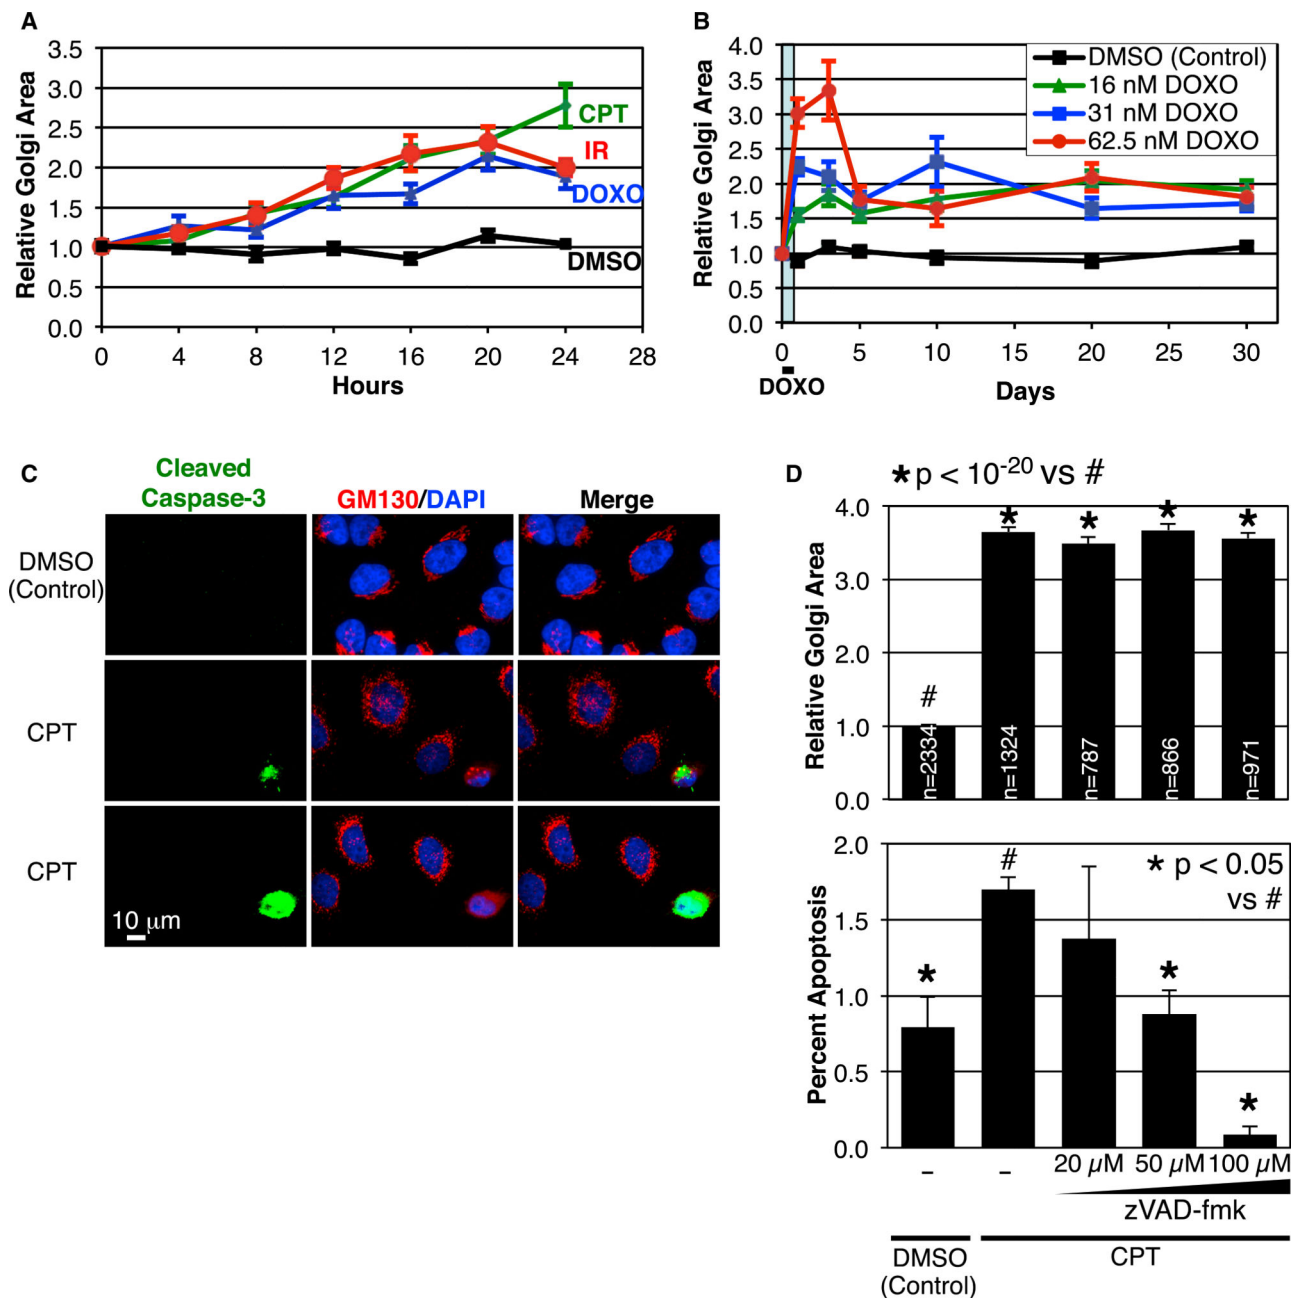 A
Relative Golgi Area
3.5
3.0
2.5
2.0
1.5
1.0
0.5
0.0
CPT
IR
DOXO
DMSO
0 4 8 12 16 20 24 28
Hours
B
Relative Golgi Area
4.0
3.5
3.0
2.5
2.0
1.5
1.0
0.5
0.0
DMSO (Control)
16 nM DOXO
31 nM DOXO
62.5 nM DOXO
0 5 10 15 20 25 30
DOXO
Days
C
Cleaved
Caspase-3
GM130/DAPI
Merge
DMSO
(Control)
CPT
CPT
10 µm
D
* p < 10⁻²⁰ vs #
Relative Golgi Area
4.0
3.0
2.0
1.0
0.0
#
*
*
*
*
n=2334
n=1324
n=787
n=866
n=971
Percent Apoptosis
2.0
1.5
1.0
0.5
0.0
* p < 0.05
vs #
*
#
*
*
– – 20 µM 50 µM 100 µM
zVAD-fmk
DMSO
(Control)
CPT